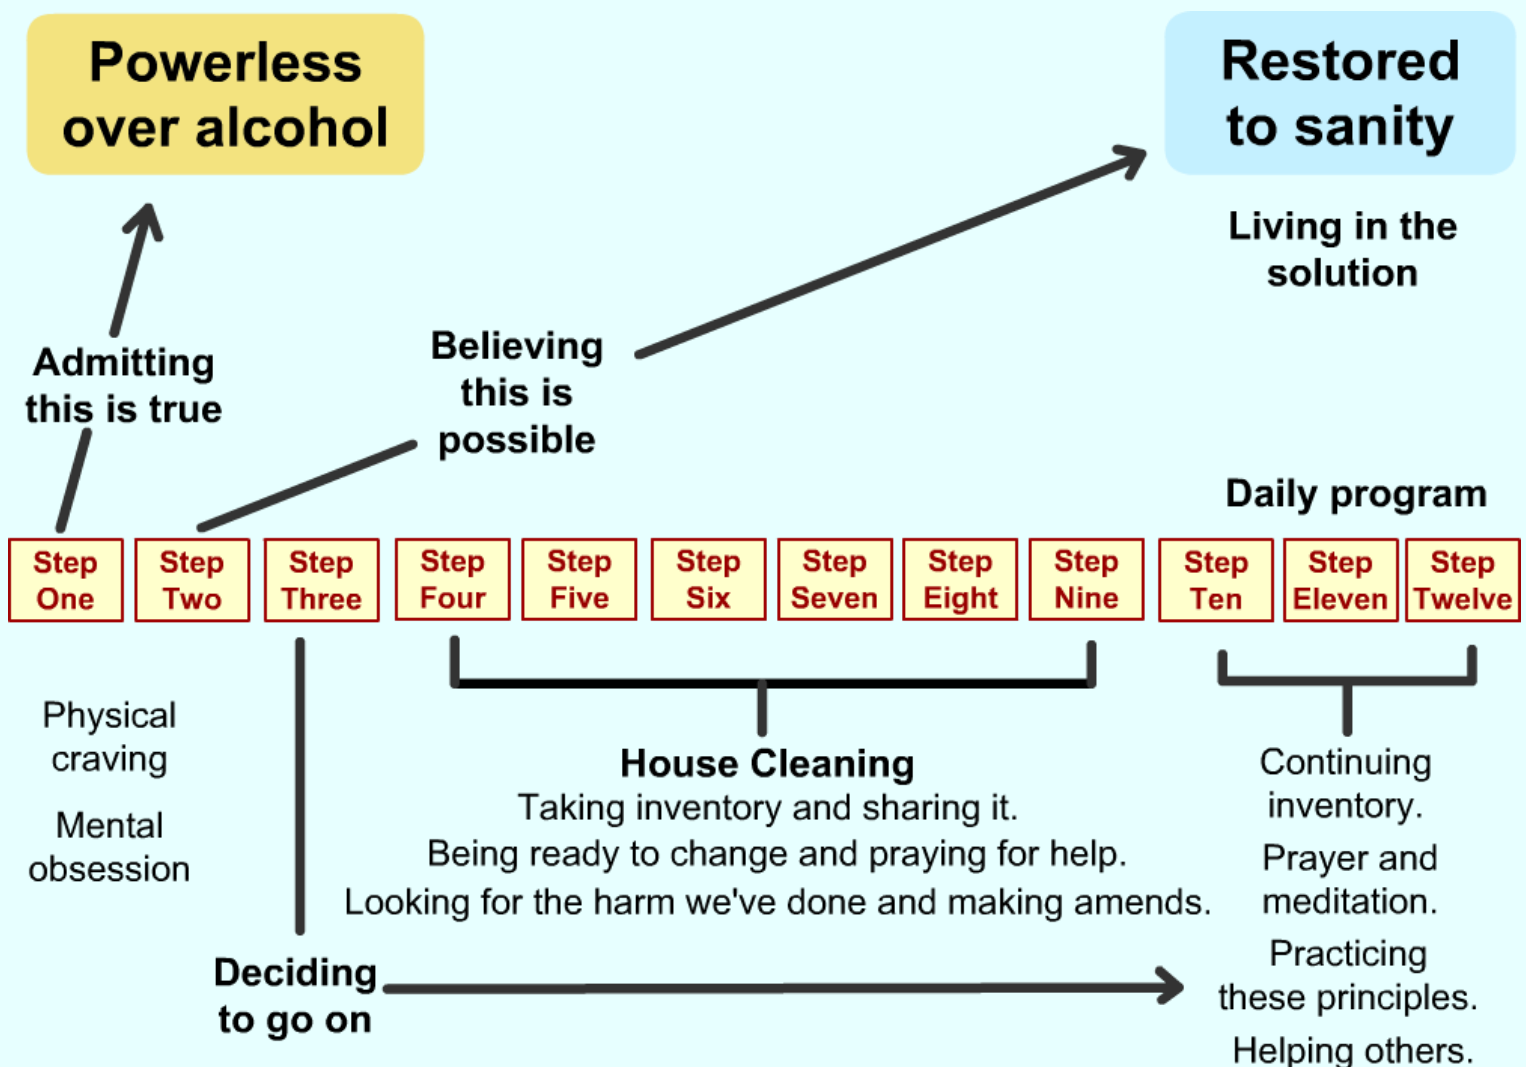 Powerless
over alcohol
Restored
to sanity
Living in the
solution
Admitting
this is true
Believing
this is
possible
Daily program
Step
One
Step
Two
Step
Three
Step
Four
Step
Five
Step
Six
Step
Seven
Step
Eight
Step
Nine
Step
Ten
Step
Eleven
Step
Twelve
Physical
craving
Mental
obsession
House Cleaning
Taking inventory and sharing it.
Being ready to change and praying for help.
Looking for the harm we've done and making amends.
Continuing
inventory.
Prayer and
meditation.
Practicing
these principles.
Helping others.
Deciding
to go on